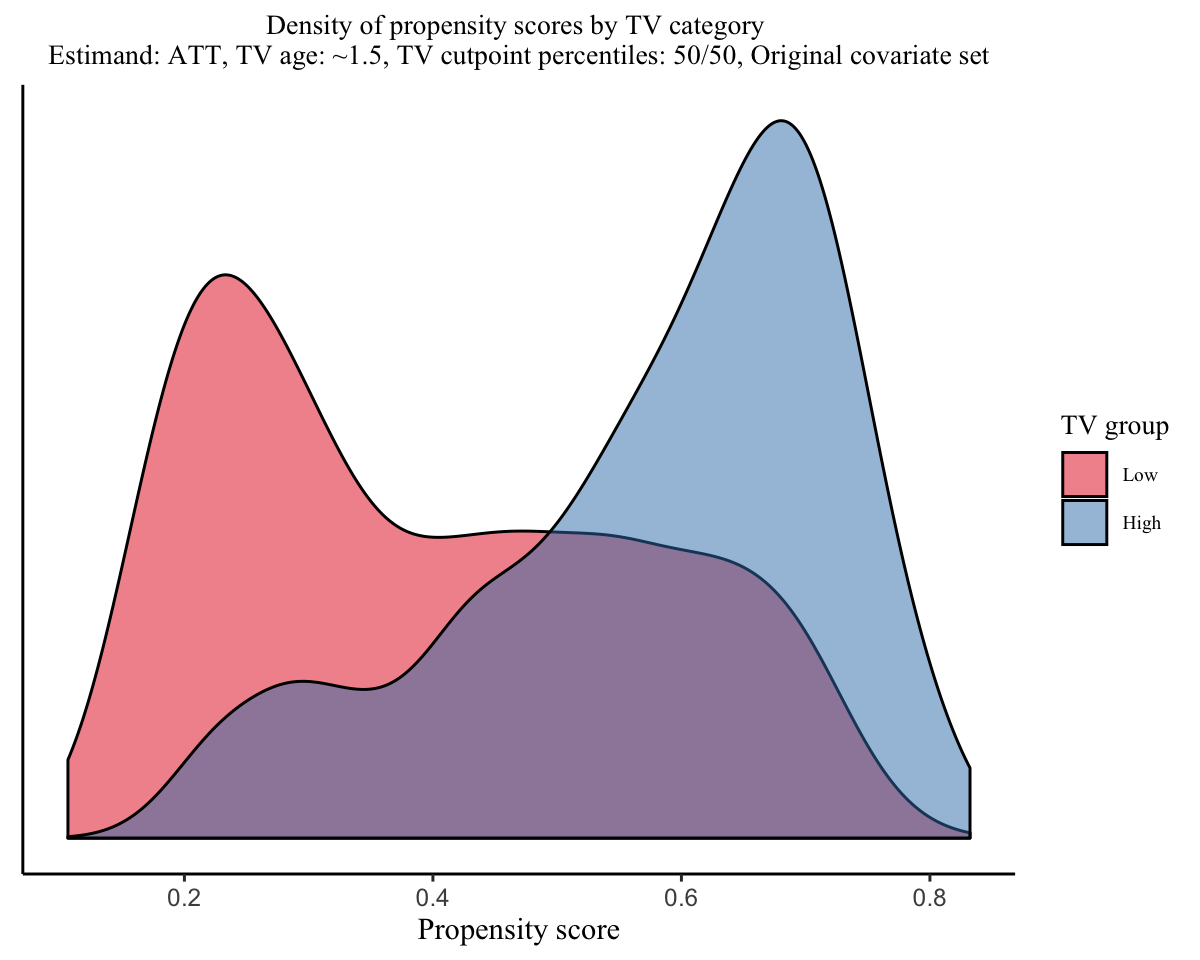 Density of propensity scores by TV category
Estimand: ATT, TV age: ~1.5, TV cutpoint percentiles: 50/50, Original covariate set
TV group
Low
High
0.2 0.4 0.6 0.8
Propensity score